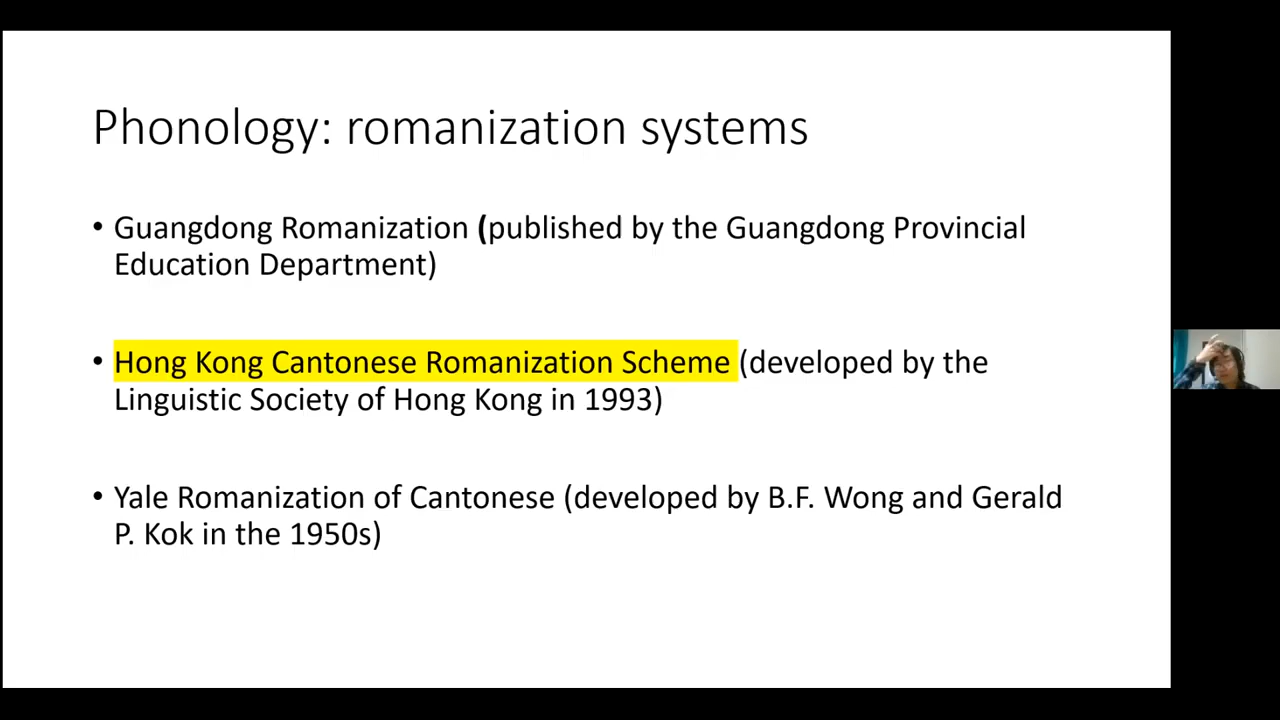 Phonology: romanization systems
• Guangdong Romanization (published by the Guangdong Provincial
Education Department)
• Hong Kong Cantonese Romanization Scheme (developed by the
Linguistic Society of Hong Kong in 1993)
• Yale Romanization of Cantonese (developed by B.F. Wong and Gerald
P. Kok in the 1950s)